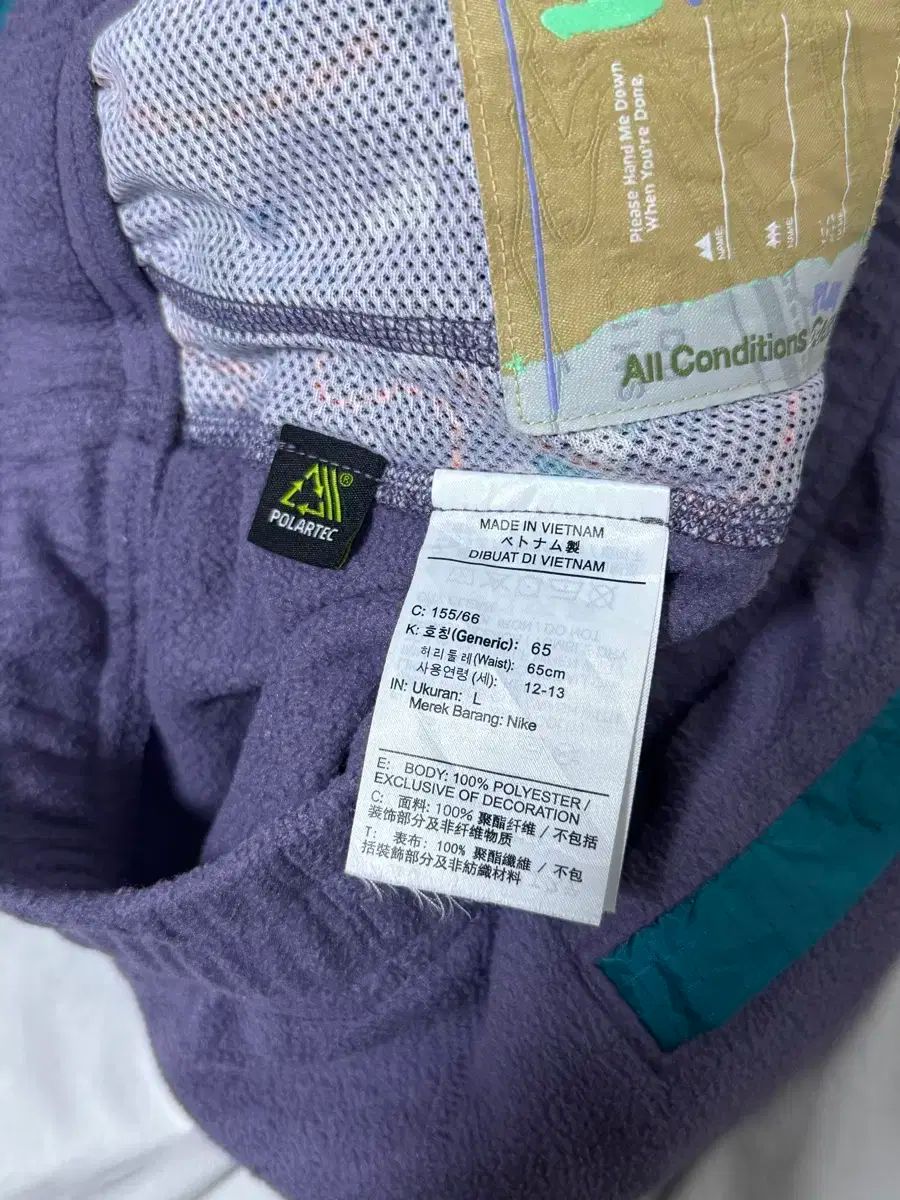 Please Hand Me Down
When You're Done.
NAME:
NAME:
All Conditions
POLARTEC®
MADE IN VIETNAM
ベトナム製
DIBUAT DI VIETNAM
C: 155/66
K: 호칭(Generic): 65
허리둘레(Waist): 65cm
사용연령(세): 12-13
IN: Ukuran: L
Merek Barang: Nike
E: BODY: 100% POLYESTER /
EXCLUSIVE OF DECORATION
C: 面料: 100% 聚酯纤维 / 不包括
装饰部分及非纤维物质
T: 表布: 100% 聚酯纖維 / 不包
括裝飾部分及非紡織材料